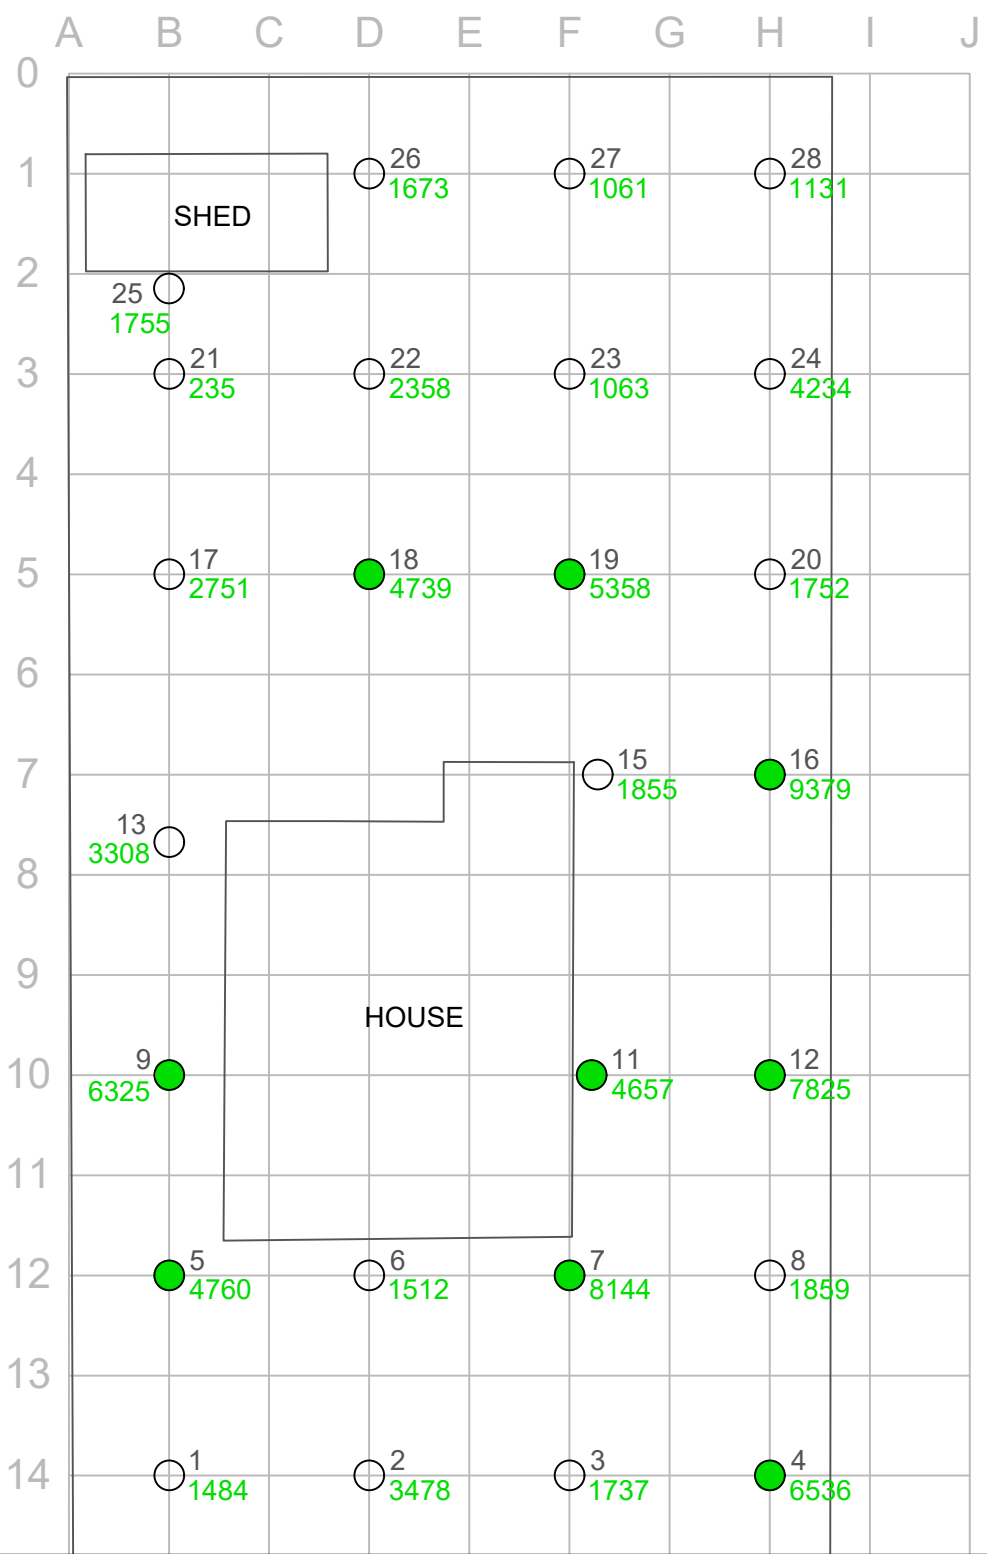 A B C D E F G H I J
0
1
26 27 28
1673 1061 1131
SHED
2
25
1755
3
21 22 23 24
235 2358 1063 4234
4
5
17 18 19 20
2751 4739 5358 1752
6
7
15 16
1855 9379
13
3308
8
9
HOUSE
10
9 11 12
6325 4657 7825
11
12
5 6 7 8
4760 1512 8144 1859
13
14
1 2 3 4
1484 3478 1737 6536